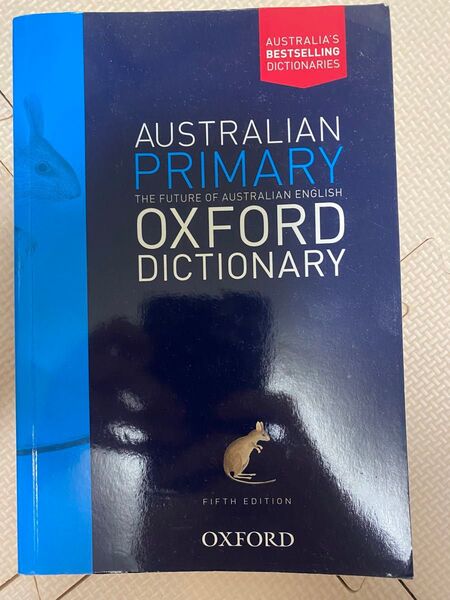 AUSTRALIA'S
BESTSELLING
DICTIONARIES
AUSTRALIAN
PRIMARY
THE FUTURE OF AUSTRALIAN ENGLISH
OXFORD
DICTIONARY
FIFTH EDITION
OXFORD